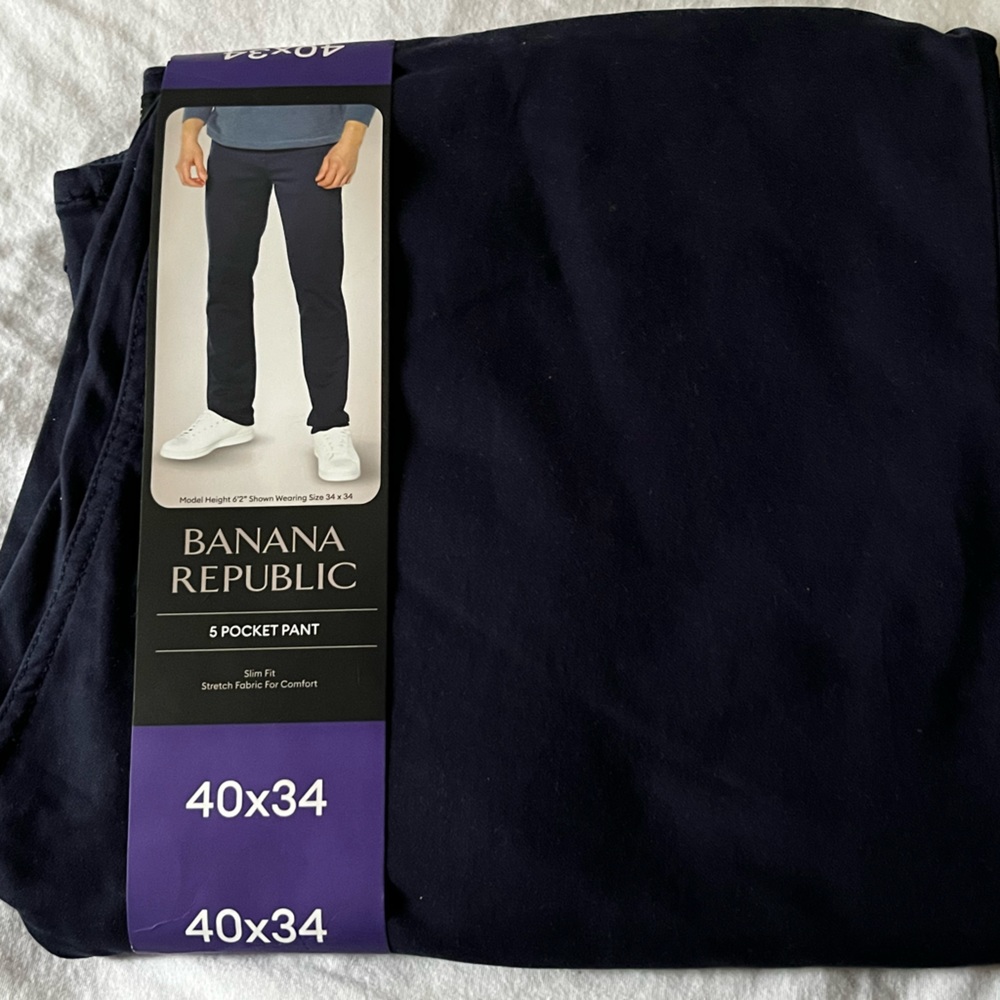 40x34
Model Height 6'2" Shown Wearing Size 34 x 34
BANANA
REPUBLIC
5 POCKET PANT
Slim Fit
Stretch Fabric For Comfort
40x34
40x34